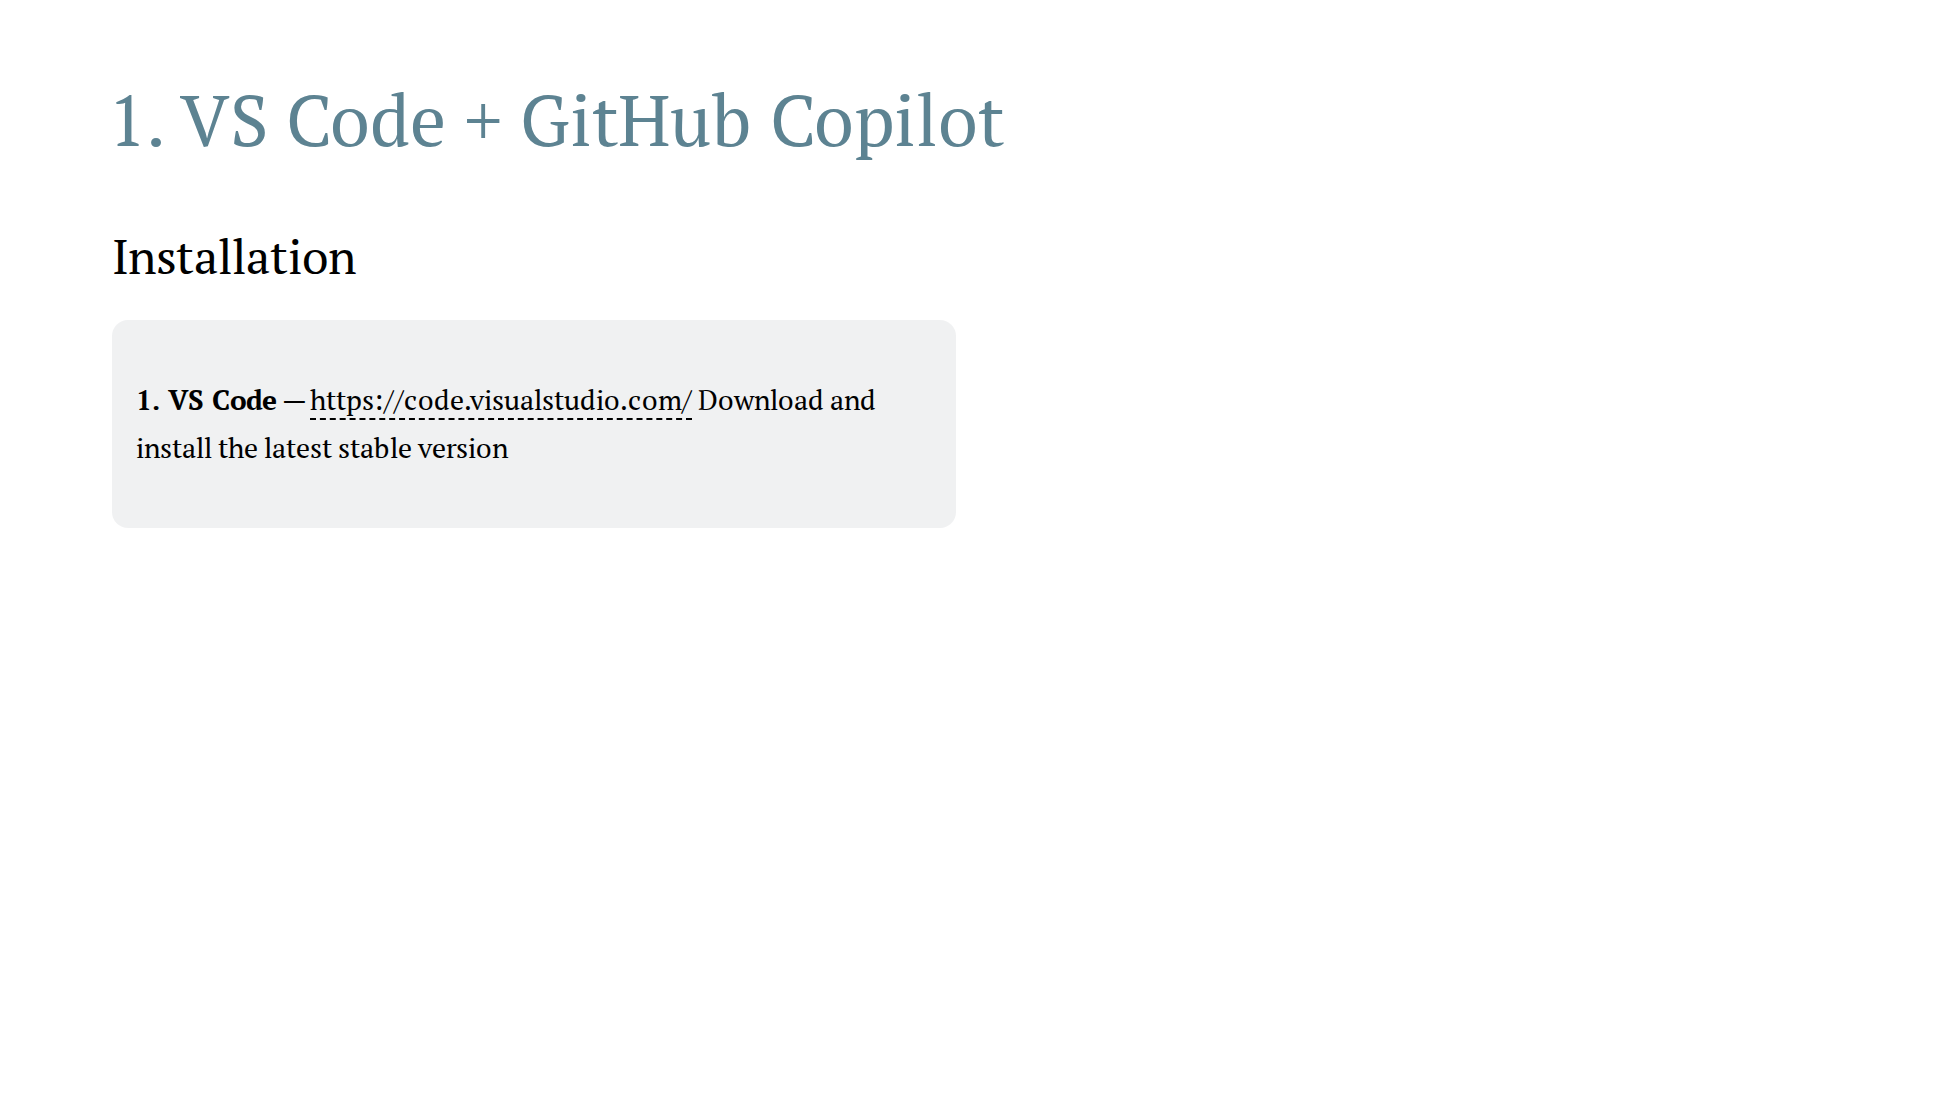 1. VS Code + GitHub Copilot
Installation
1. VS Code — https://code.visualstudio.com/ Download and
install the latest stable version